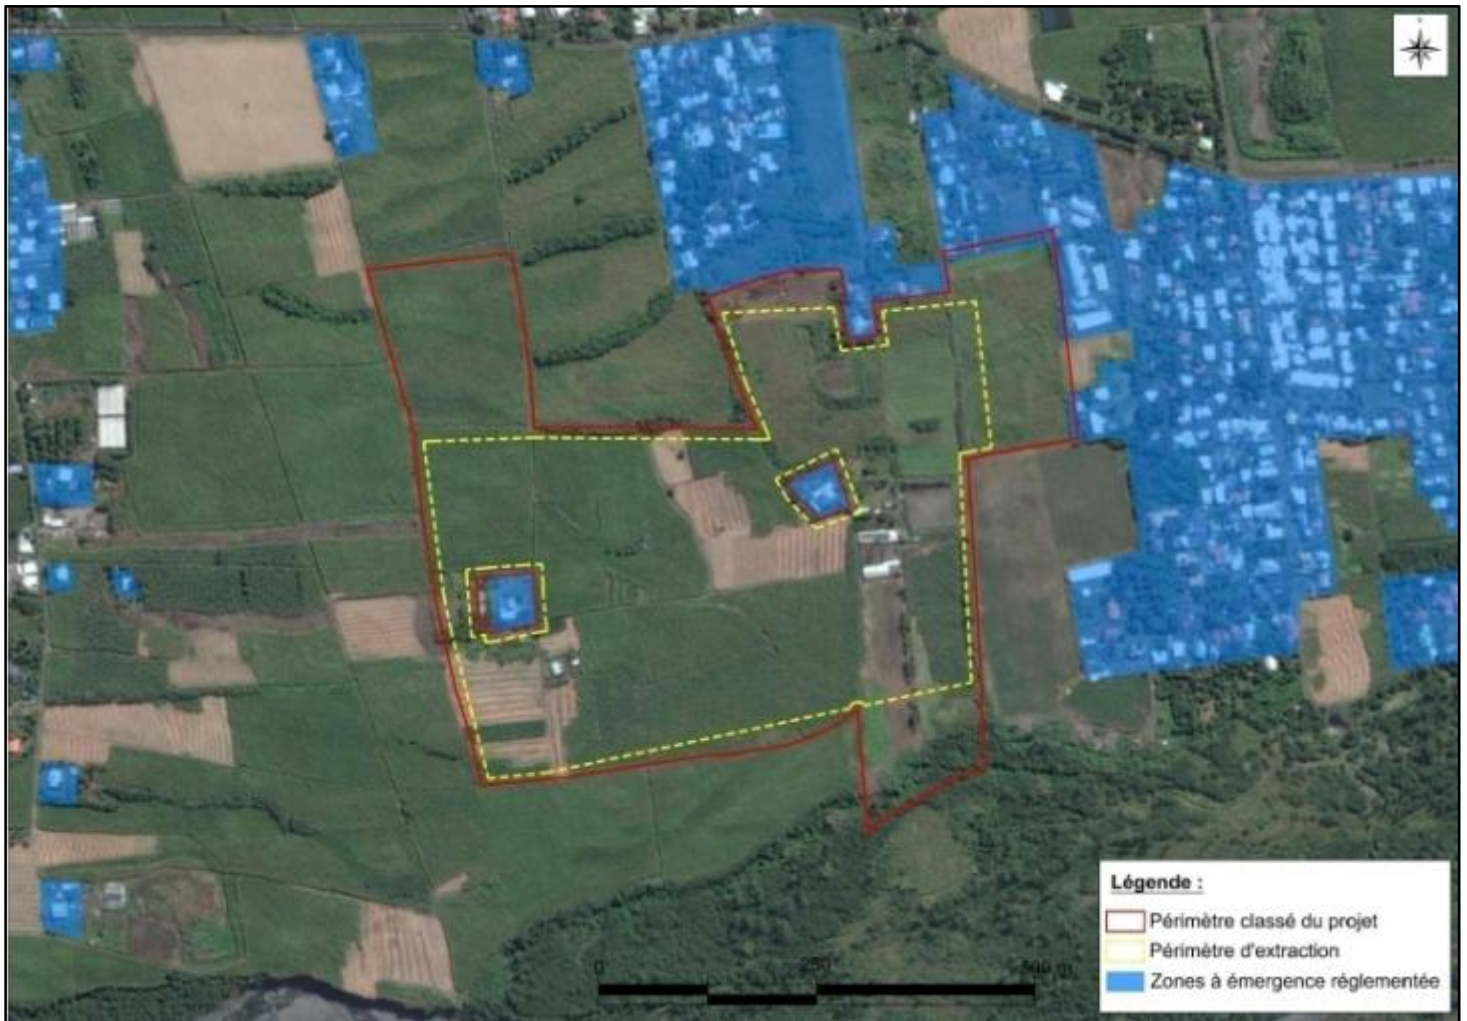 Légende :
Périmètre classé du projet
Périmètre d'extraction
Zones à émergence réglementée
0 250 500 m